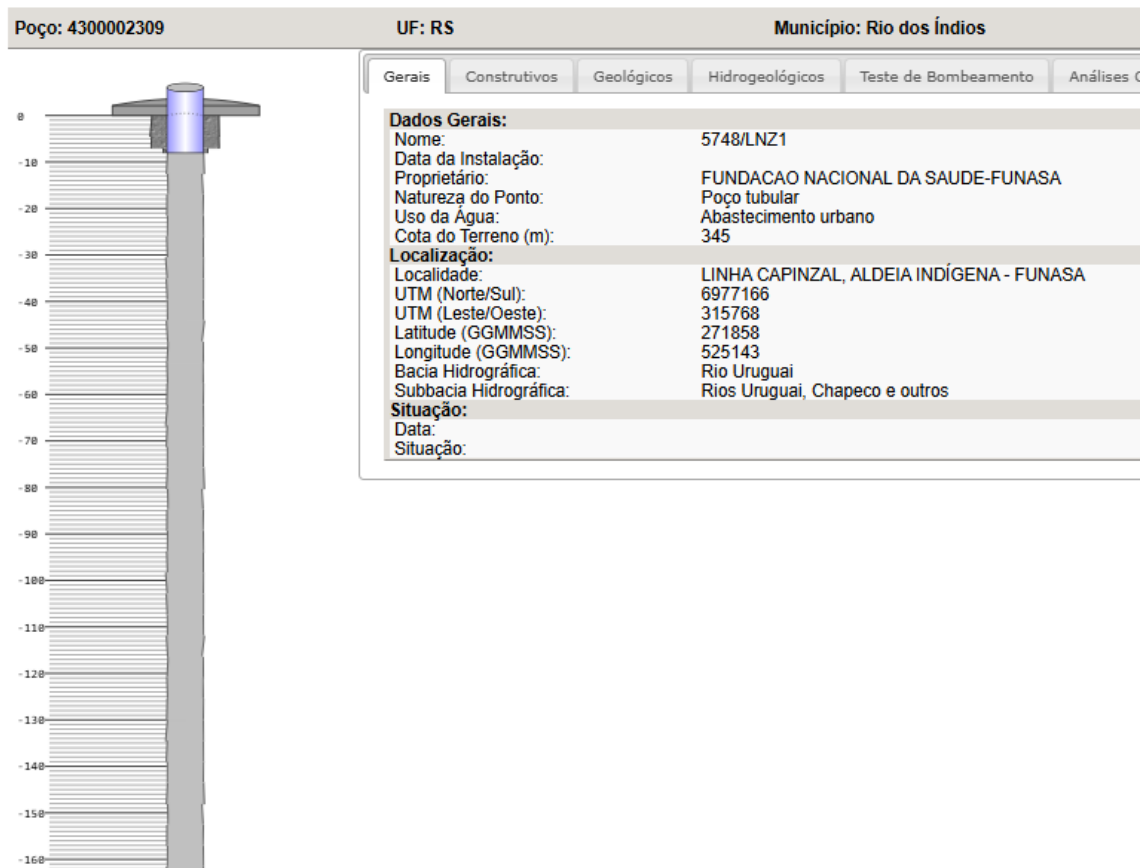 Poço: 4300002309 UF: RS Município: Rio dos Índios
Gerais Construtivos Geológicos Hidrogeológicos Teste de Bombeamento Análises
Dados Gerais:
Nome: 5748/LNZ1
Data da Instalação:
Proprietário: FUNDACAO NACIONAL DA SAUDE-FUNASA
Natureza do Ponto: Poço tubular
Uso da Água: Abastecimento urbano
Cota do Terreno (m): 345
Localização:
Localidade: LINHA CAPINZAL, ALDEIA INDÍGENA - FUNASA
UTM (Norte/Sul): 6977166
UTM (Leste/Oeste): 315768
Latitude (GGMMSS): 271858
Longitude (GGMMSS): 525143
Bacia Hidrográfica: Rio Uruguai
Subbacia Hidrográfica: Rios Uruguai, Chapeco e outros
Situação:
Data:
Situação:
0
-10
-20
-30
-40
-50
-60
-70
-80
-90
-100
-110
-120
-130
-140
-150
-160